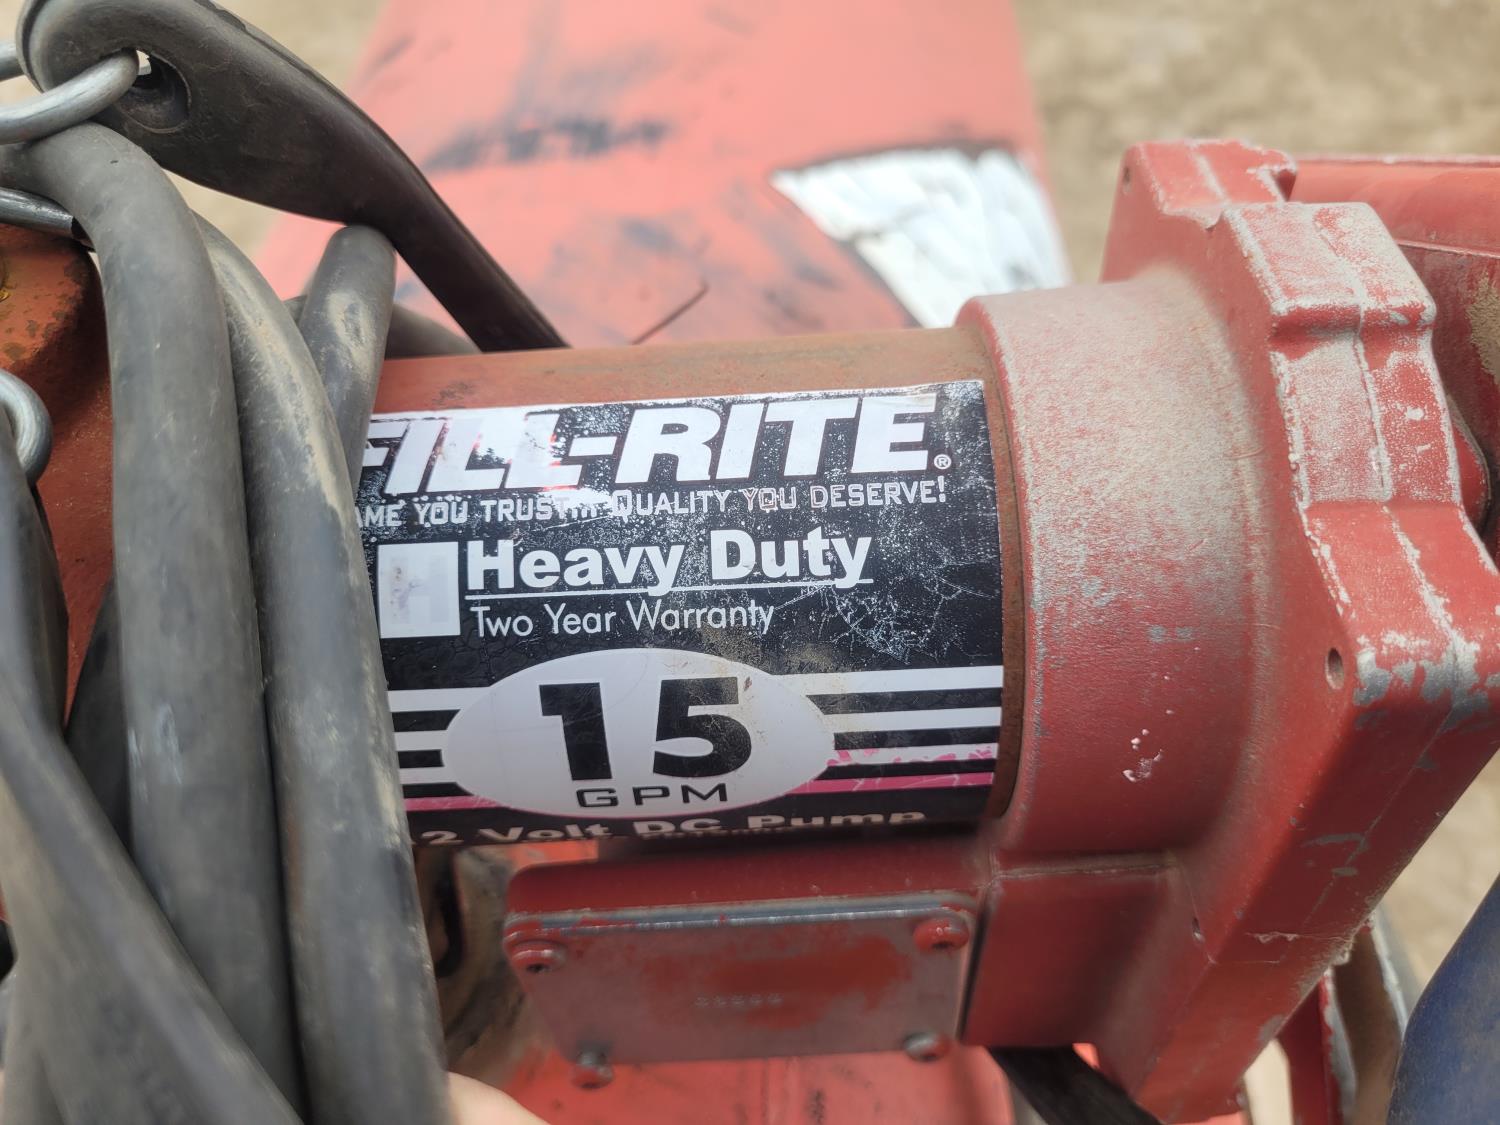 FILL-RITE®
AME YOU TRUST... QUALITY YOU DESERVE!
H Heavy Duty
Two Year Warranty
15
GPM
2 Volt DC Pump